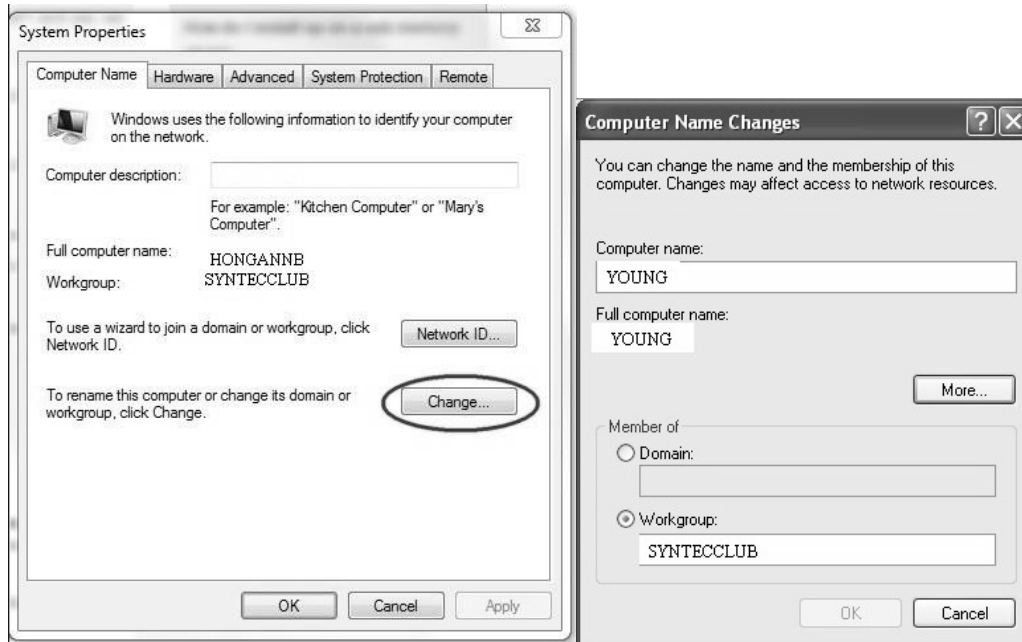 System Properties
Computer Name
Hardware
Advanced
System Protection
Remote
Windows uses the following information to identify your computer
on the network.
Computer description:
For example: "Kitchen Computer" or "Mary's
Computer".
Full computer name:
HONGANNB
Workgroup:
SYNTECCLUB
To use a wizard to join a domain or workgroup, click
Network ID.
Network ID...
To rename this computer or change its domain or
workgroup, click Change.
Change...
OK
Cancel
Apply
Computer Name Changes
You can change the name and the membership of this
computer. Changes may affect access to network resources.
Computer name:
YOUNG
Full computer name:
YOUNG
More...
Member of
Domain:
Workgroup:
SYNTECCLUB
OK
Cancel